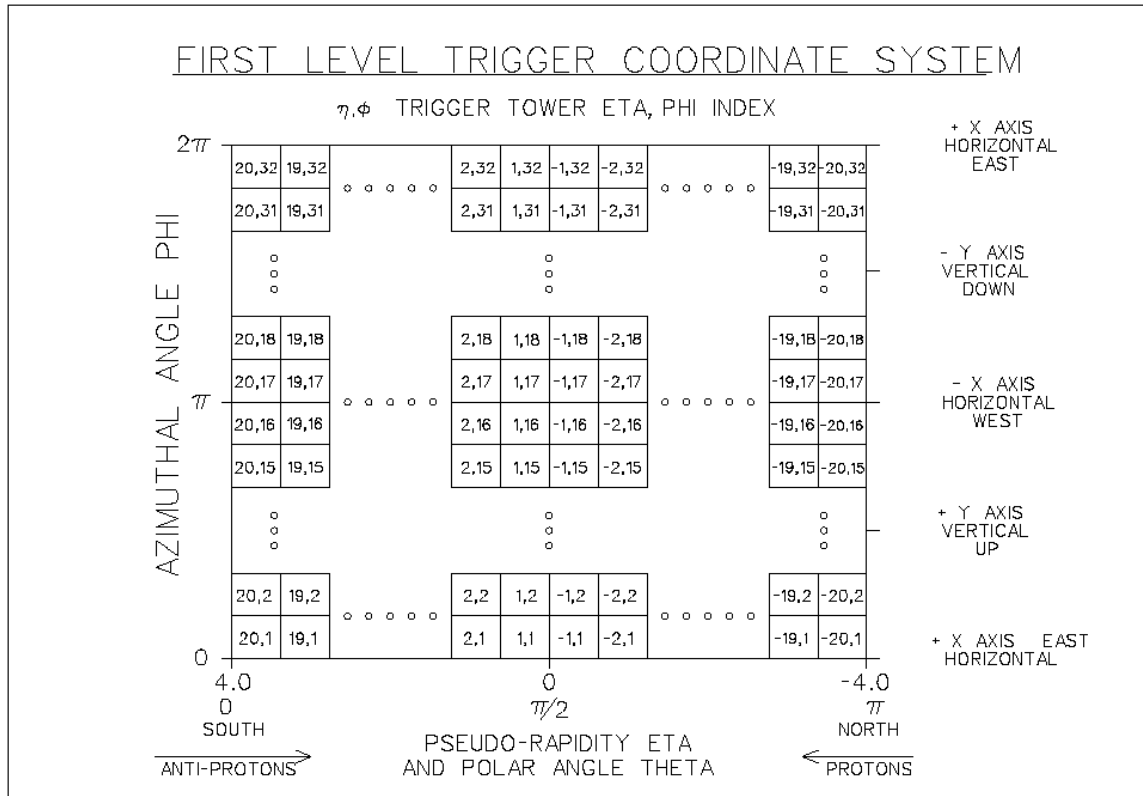 FIRST LEVEL TRIGGER COORDINATE SYSTEM
η,φ TRIGGER TOWER ETA, PHI INDEX
+ X AXIS
HORIZONTAL
EAST
2π
20,32 19,32 2,32 1,32 -1,32 -2,32 -19,32 -20,32
20,31 19,31 2,31 1,31 -1,31 -2,31 -19,31 -20,31
- Y AXIS
VERTICAL
DOWN
AZIMUTHAL ANGLE PHI
20,18 19,18 2,18 1,18 -1,18 -2,18 -19,18 -20,18
20,17 19,17 2,17 1,17 -1,17 -2,17 -19,17 -20,17
π
- X AXIS
HORIZONTAL
WEST
20,16 19,16 2,16 1,16 -1,16 -2,16 -19,16 -20,16
20,15 19,15 2,15 1,15 -1,15 -2,15 -19,15 -20,15
+ Y AXIS
VERTICAL
UP
20,2 19,2 2,2 1,2 -1,2 -2,2 -19,2 -20,2
20,1 19,1 2,1 1,1 -1,1 -2,1 -19,1 -20,1
0
+ X AXIS EAST
HORIZONTAL
4.0 0 -4.0
0 π/2 π
SOUTH
ANTI-PROTONS
PSEUDO-RAPIDITY ETA
AND POLAR ANGLE THETA
NORTH
PROTONS